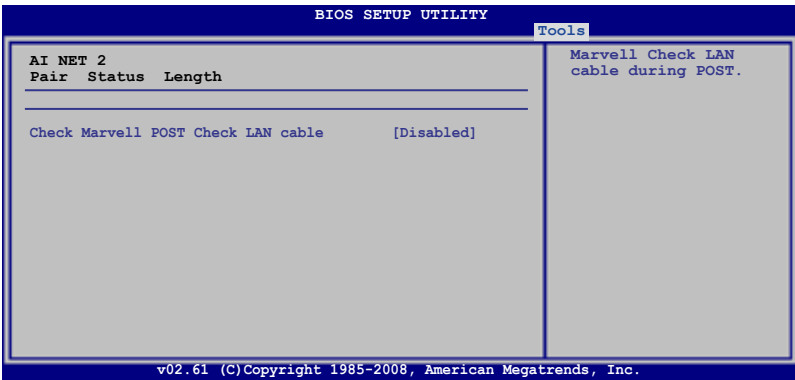 BIOS SETUP UTILITY
Tools
AI NET 2
Pair Status Length
Check Marvell POST Check LAN cable [Disabled]
Marvell Check LAN
cable during POST.
v02.61 (C)Copyright 1985-2008, American Megatrends, Inc.